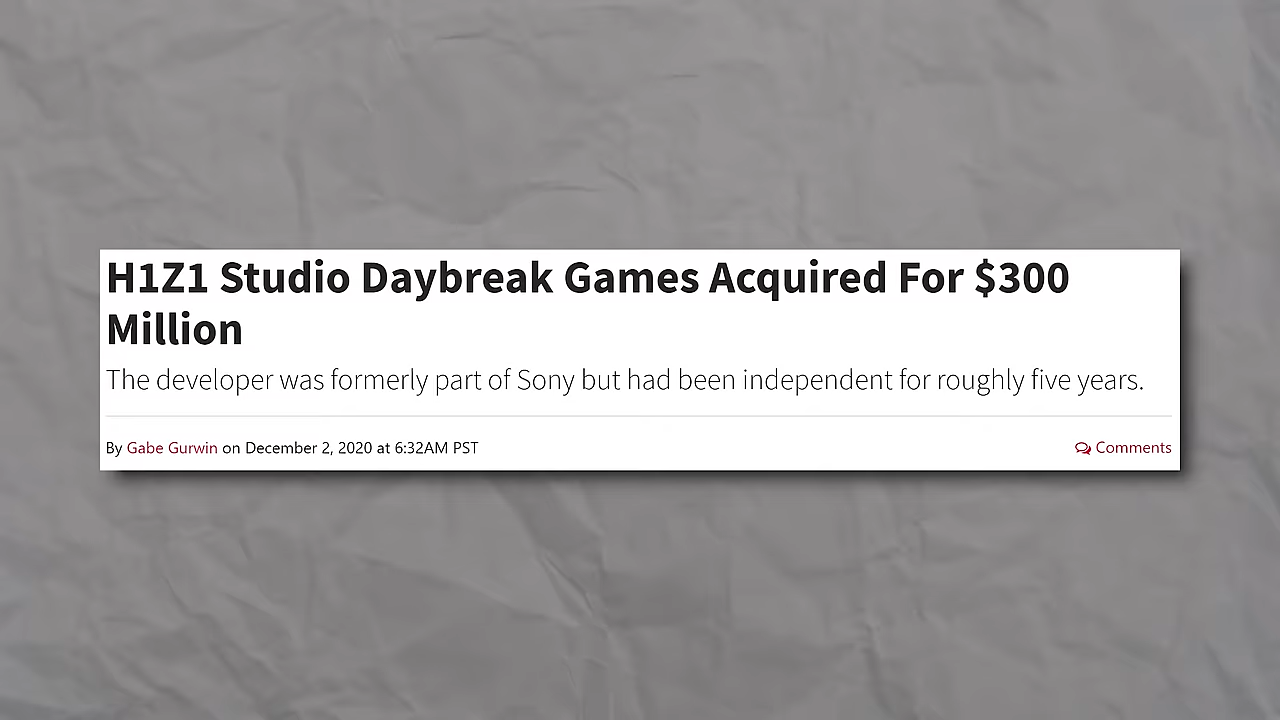 H1Z1 Studio Daybreak Games Acquired For $300
Million
The developer was formerly part of Sony but had been independent for roughly five years.
By Gabe Gurwin on December 2, 2020 at 6:32AM PST
Comments